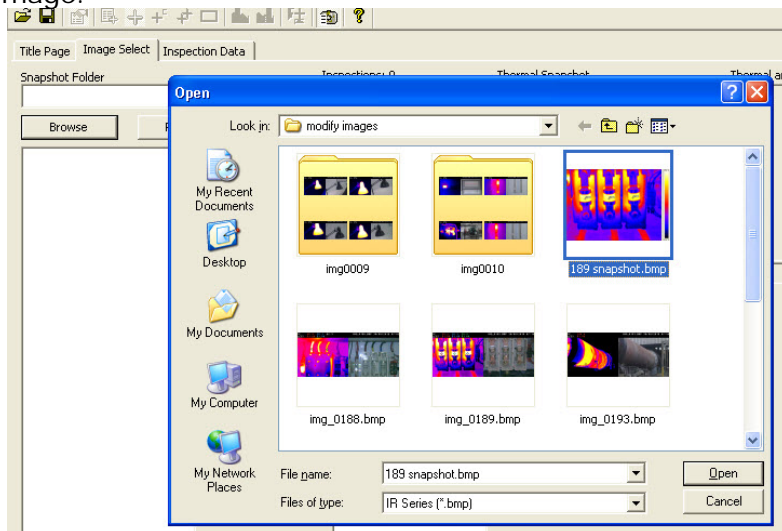 image.
Title Page Image Select Inspection Data
Snapshot Folder Inspections: 0 Thermal Snapshot
Open
Browse
Look in: modify images
My Recent Documents
Desktop
My Documents
My Computer
My Network Places
img0009 img0010 189 snapshot.bmp
img_0188.bmp img_0189.bmp img_0193.bmp
File name: 189 snapshot.bmp Open
Files of type: IR Series (*.bmp) Cancel